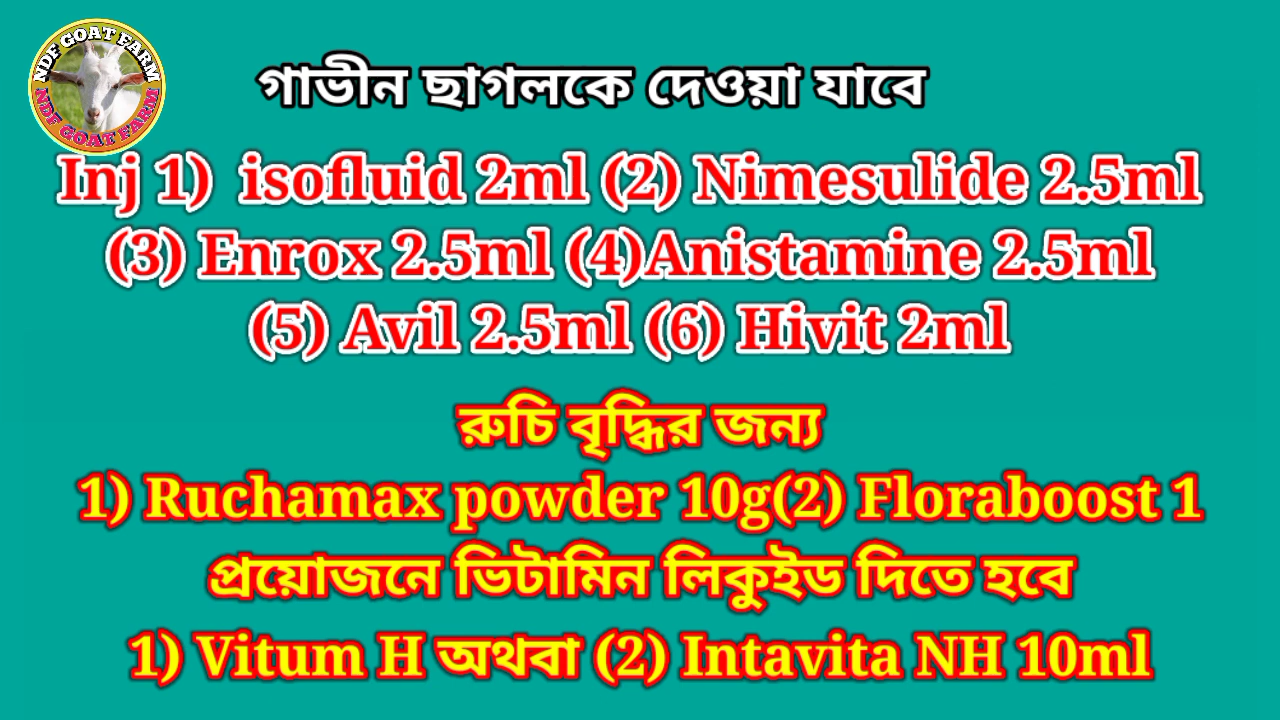 NDF GOAT FARM
NDF GOAT FARM
গাভীন ছাগলকে দেওয়া যাবে
Inj 1) isofluid 2ml (2) Nimesulide 2.5ml
(3) Enrox 2.5ml (4)Anistamine 2.5ml
(5) Avil 2.5ml (6) Hivit 2ml
রুচি বৃদ্ধির জন্য
1) Ruchamax powder 10g(2) Floraboost 1
প্রয়োজনে ভিটামিন লিকুইড দিতে হবে
1) Vitum H অথবা (2) Intavita NH 10ml